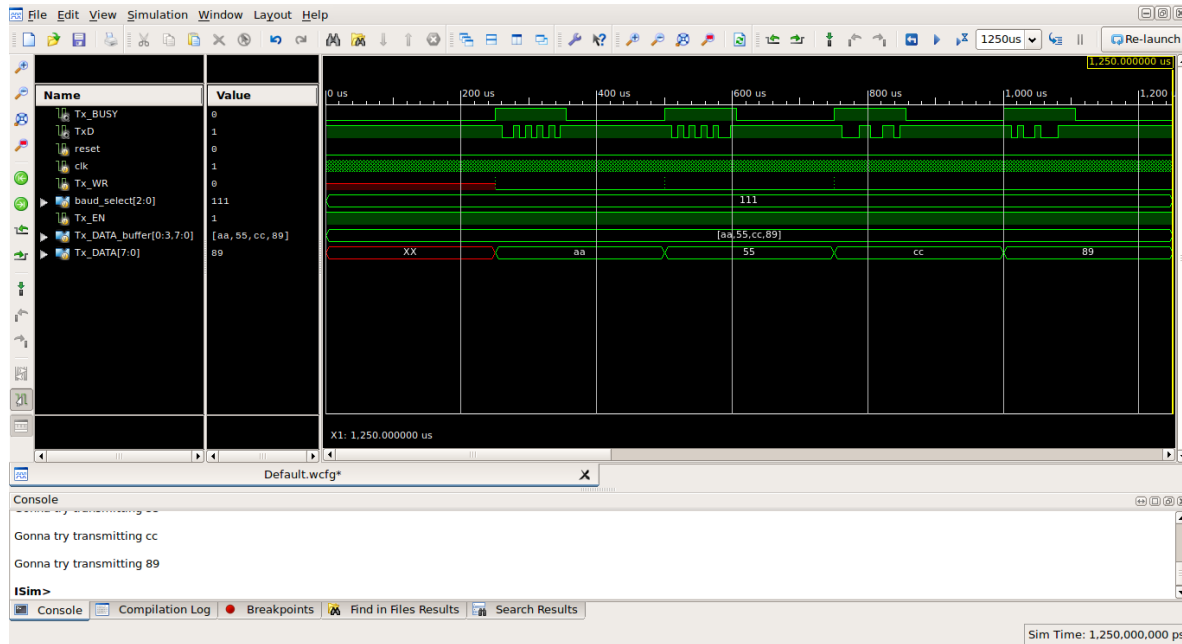 File Edit View Simulation Window Layout Help
1250us Re-launch
1,250.000000 us
Name Value
0 us 200 us 400 us 600 us 800 us 1,000 us 1,200
Tx_BUSY 0
TxD 1
reset 0
clk 1
Tx_WR 0
baud_select[2:0] 111 111
Tx_EN 1
Tx_DATA_buffer[0:3,7:0] [aa,55,cc,89] [aa,55,cc,89]
Tx_DATA[7:0] 89 XX aa 55 cc 89
X1: 1,250.000000 us
Default.wcfg*
Console
Gonna try transmitting cc
Gonna try transmitting 89
ISim>
Console Compilation Log Breakpoints Find in Files Results Search Results
Sim Time: 1,250,000,000 ps